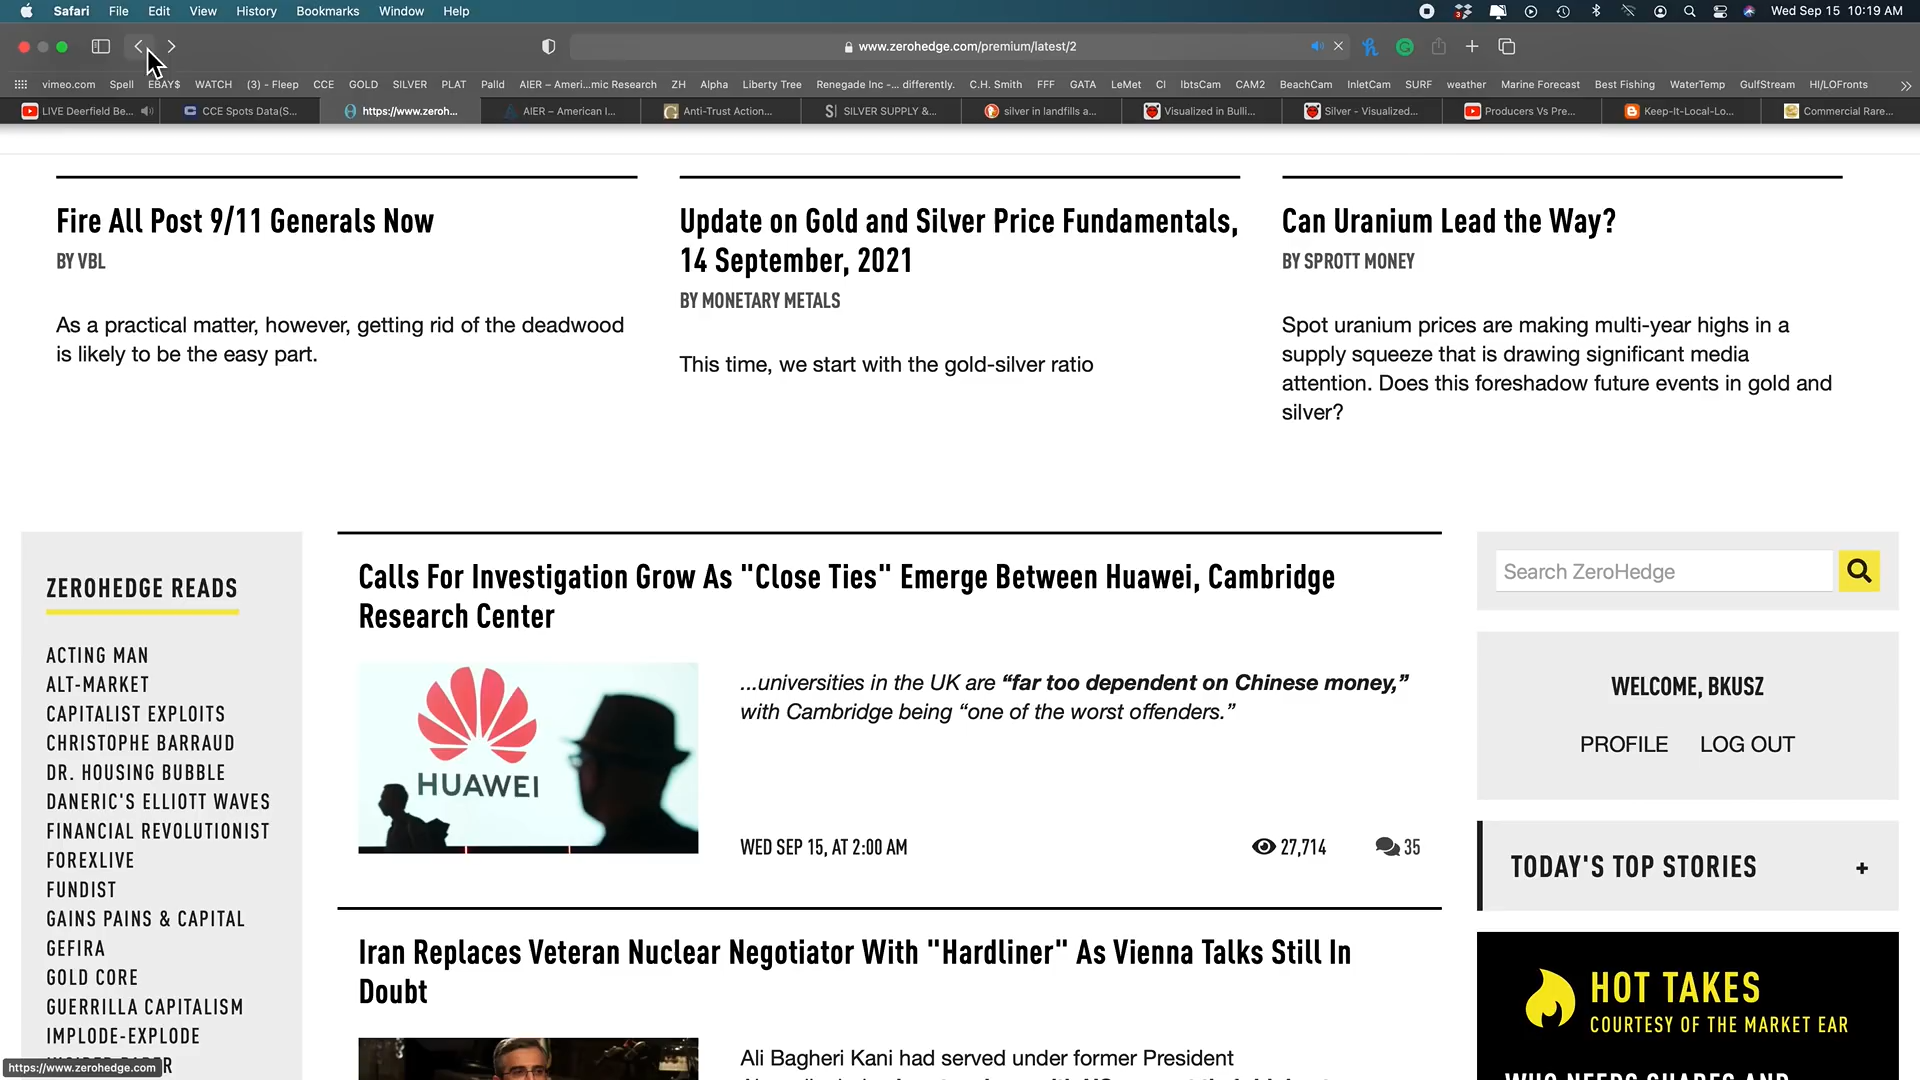 Safari File Edit View History Bookmarks Window Help Wed Sep 15 10:19 AM
www.zerohedge.com/premium/latest/2
vimeo.com Spell EBAY$ WATCH (3) - Fleep CCE GOLD SILVER PLAT Palld AIER – Ameri...mic Research ZH Alpha Liberty Tree Renegade Inc -... differently. C.H. Smith FFF GATA LeMet CI IbtsCam CAM2 BeachCam InletCam SURF weather Marine Forecast Best Fishing WaterTemp GulfStream HI/LOFronts
LIVE Deerfield Be... CCE Spots Data(S... https://www.zeroh... AIER – American I... Anti-Trust Action... SILVER SUPPLY &... silver in landfills a... Visualized in Bulli... Silver - Visualized... Producers Vs Pre... Keep-It-Local-Lo... Commercial Rare...
Fire All Post 9/11 Generals Now
BY VBL
As a practical matter, however, getting rid of the deadwood
is likely to be the easy part.
Update on Gold and Silver Price Fundamentals,
14 September, 2021
BY MONETARY METALS
This time, we start with the gold-silver ratio
Can Uranium Lead the Way?
BY SPROTT MONEY
Spot uranium prices are making multi-year highs in a
supply squeeze that is drawing significant media
attention. Does this foreshadow future events in gold and
silver?
ZEROHEDGE READS
ACTING MAN
ALT-MARKET
CAPITALIST EXPLOITS
CHRISTOPHE BARRAUD
DR. HOUSING BUBBLE
DANERIC'S ELLIOTT WAVES
FINANCIAL REVOLUTIONIST
FOREXLIVE
FUNDIST
GAINS PAINS & CAPITAL
GEFIRA
GOLD CORE
GUERRILLA CAPITALISM
IMPLODE-EXPLODE
https://www.zerohedge.com
Calls For Investigation Grow As "Close Ties" Emerge Between Huawei, Cambridge
Research Center
HUAWEI
...universities in the UK are “far too dependent on Chinese money,”
with Cambridge being “one of the worst offenders.”
WED SEP 15, AT 2:00 AM 27,714 35
Iran Replaces Veteran Nuclear Negotiator With "Hardliner" As Vienna Talks Still In
Doubt
Ali Bagheri Kani had served under former President
Search ZeroHedge
WELCOME, BKUSZ
PROFILE LOG OUT
TODAY'S TOP STORIES +
HOT TAKES
COURTESY OF THE MARKET EAR
WHO NEEDS SHARES AND